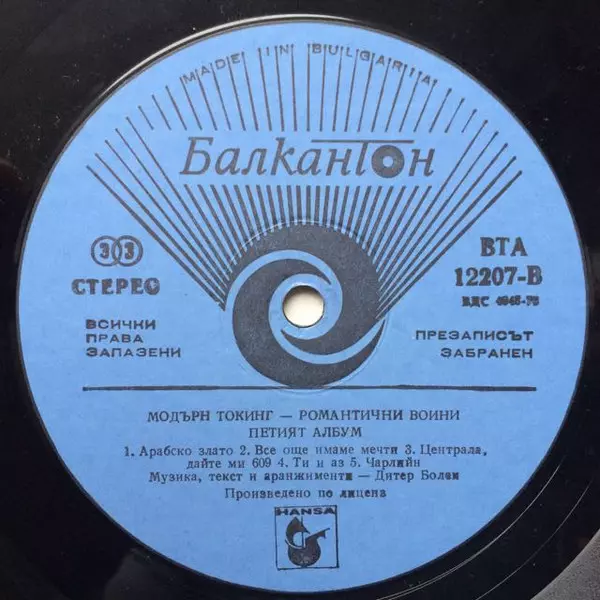 MADE IN BULGARIA
Балкантон
33
СТЕРЕО
ВСИЧКИ
ПРАВА
ЗАПАЗЕНИ
ВТА
12207-В
БДС
ПРЕЗАПИСЪТ
ЗАБРАНЕН
МОДЪРН ТОКИНГ — РОМАНТИЧНИ ВОИНИ
ПЕТИЯТ АЛБУМ
1. Арабско злато 2. Все още имаме мечти 3. Централа,
дайте ми 609 4. Ти и аз 5. Чарлийн
Музика, текст и аранжименти — Дитер Болен
Произведено по лиценз
HANSA